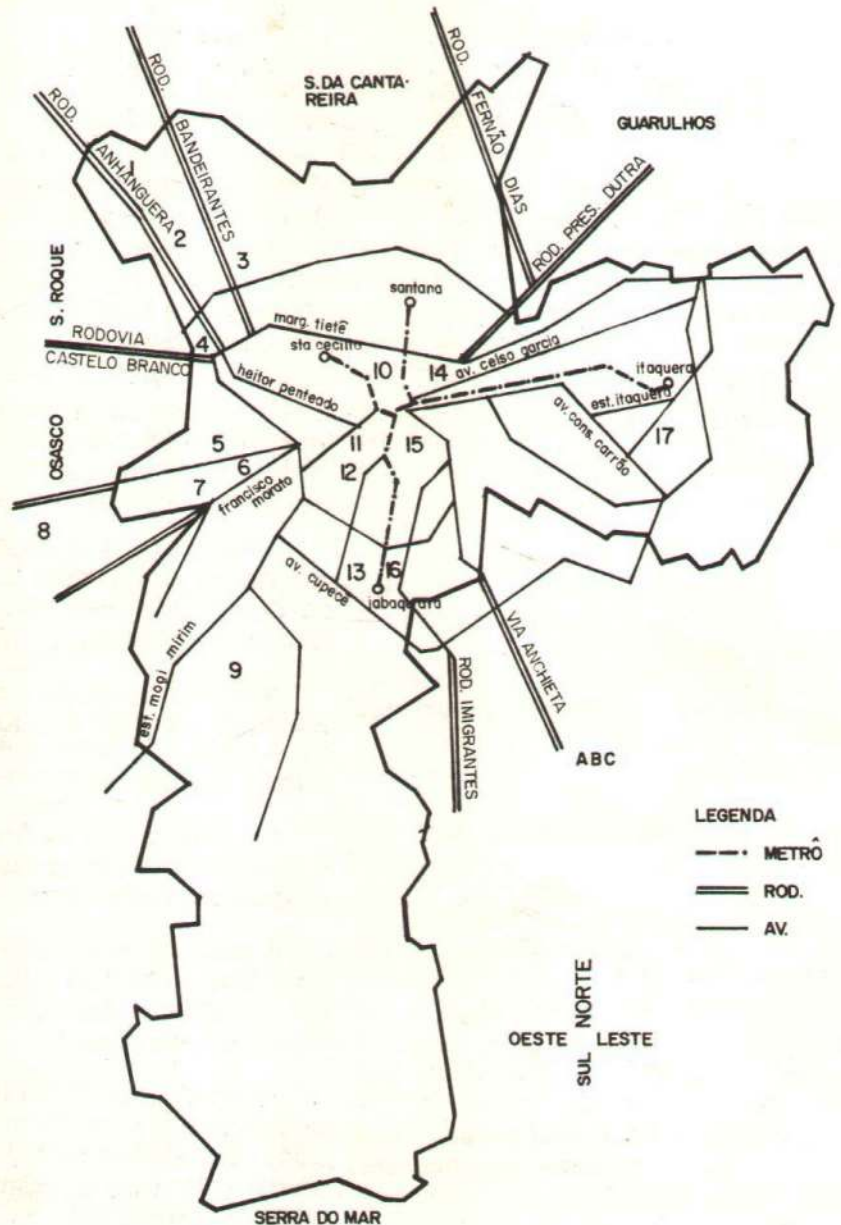 S. DA CANTA-
REIRA
GUARULHOS
ROD. BANDEIRANTES
ROD. ANHANGUERA
ROD. FERNÃO DIAS
ROD. PRES. DUTRA
1
2
3
S. ROQUE
santana
marg. tietê
sta cecilia
RODOVIA
CASTELO BRANCO
4
10
14
av. celso garcia
itaquera
heitor penteado
est. itaquera
av. cons. carrão
17
OSASCO
5
6
7
8
francisco
morato
11
12
15
13
16
jabaquara
av. cupecê
9
est. mogi mirim
ROD. IMIGRANTES
VIA ANCHIETA
ABC
LEGENDA
METRÔ
ROD.
AV.
NORTE
OESTE LESTE
SUL
SERRA DO MAR